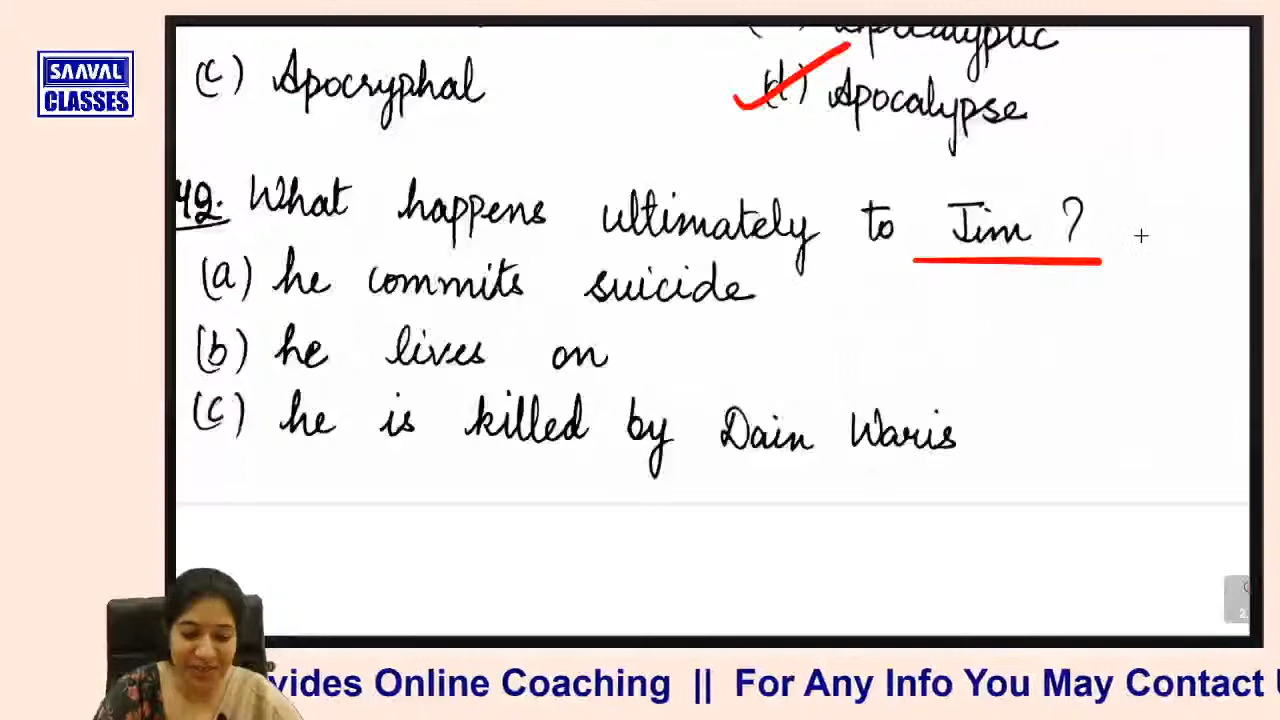 SAAVAL
CLASSES
(c) Apocryphal
(d) Apocalypse
42. What happens ultimately to Jim ?
(a) he commits suicide
(b) he lives on
(c) he is killed by Dain Waris
vides Online Coaching || For Any Info You May Contact